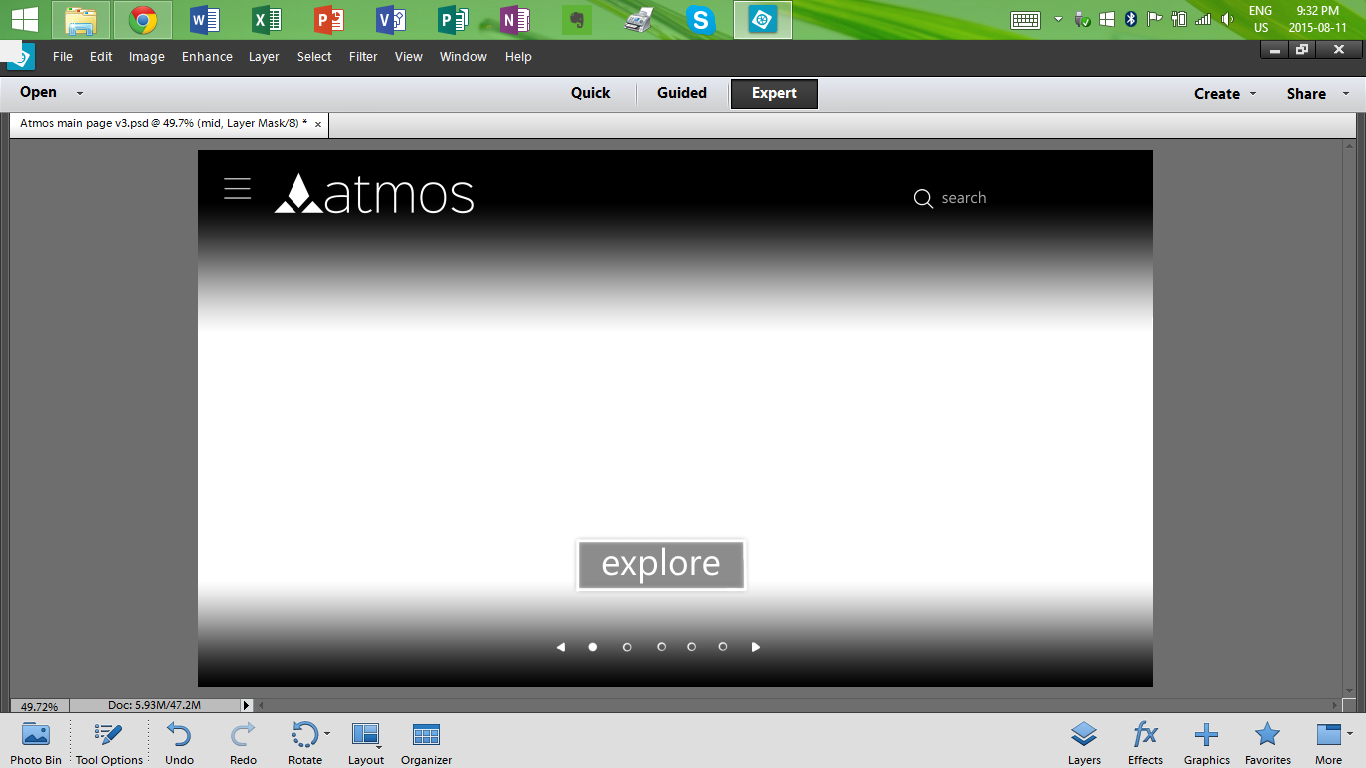 ENG 9:32 PM
US 2015-08-11
File Edit Image Enhance Layer Select Filter View Window Help
Open Quick Guided Expert Create Share
Atmos main page v3.psd @ 49.7% (mid, Layer Mask/8) * ×
atmos search
explore
49.72% Doc: 5.93M/47.2M
Photo Bin Tool Options Undo Redo Rotate Layout Organizer Layers Effects Graphics Favorites More